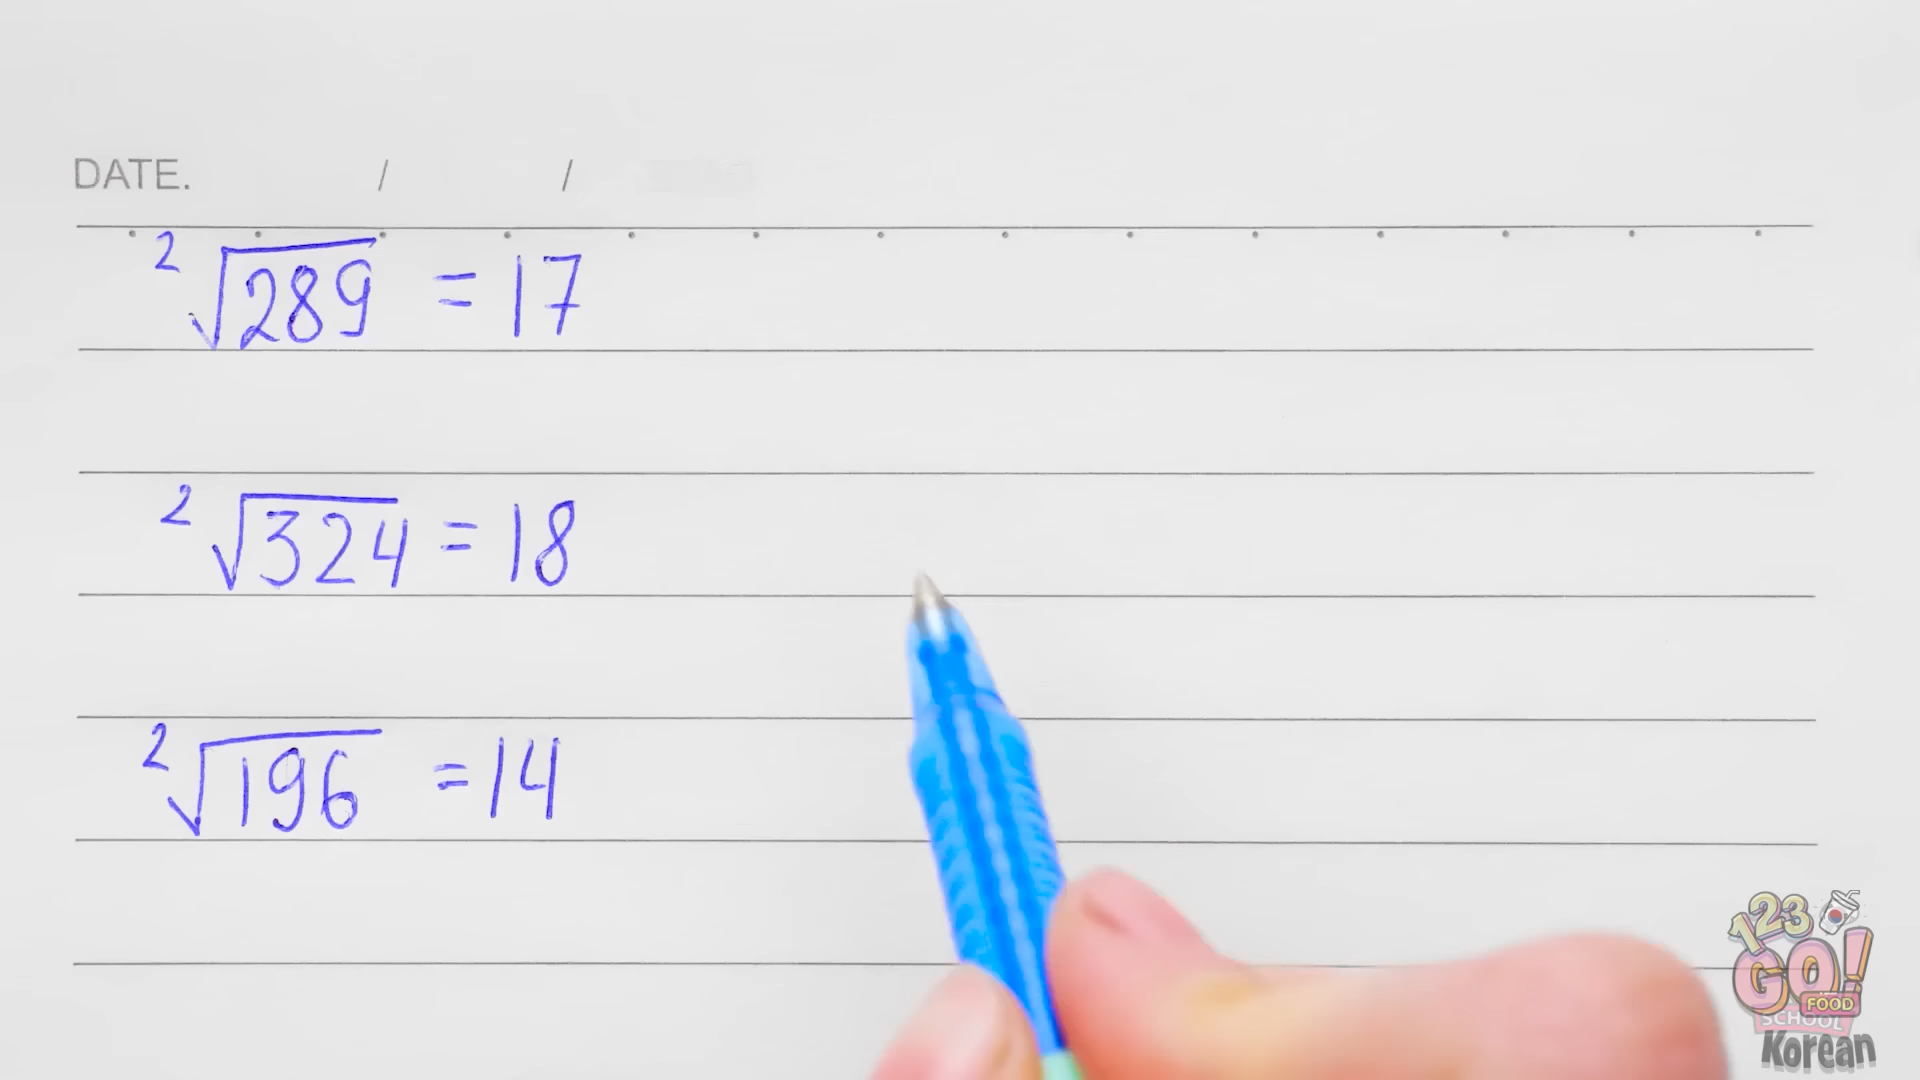 DATE. / /
²√289 = 17
²√324 = 18
²√196 = 14
123 GO!
FOOD
SCHOOL
Korean